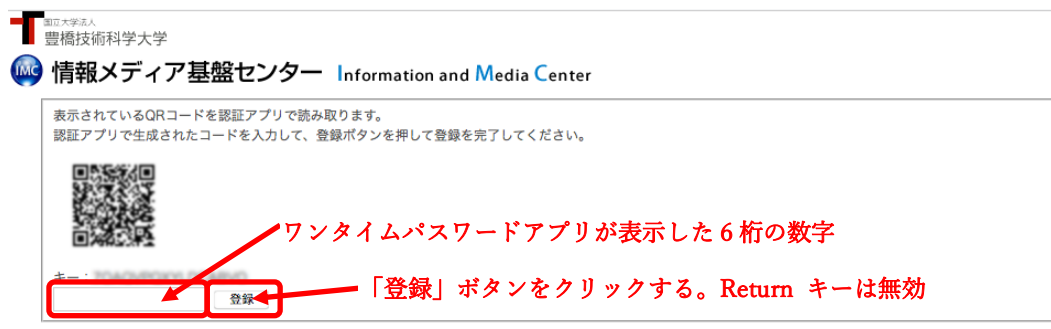 国立大学法人
豊橋技術科学大学
IMC 情報メディア基盤センター Information and Media Center
表示されているQRコードを認証アプリで読み取ります。
認証アプリで生成されたコードを入力して、登録ボタンを押して登録を完了してください。
ワンタイムパスワードアプリが表示した6桁の数字
キー:
登録
「登録」ボタンをクリックする。Return キーは無効